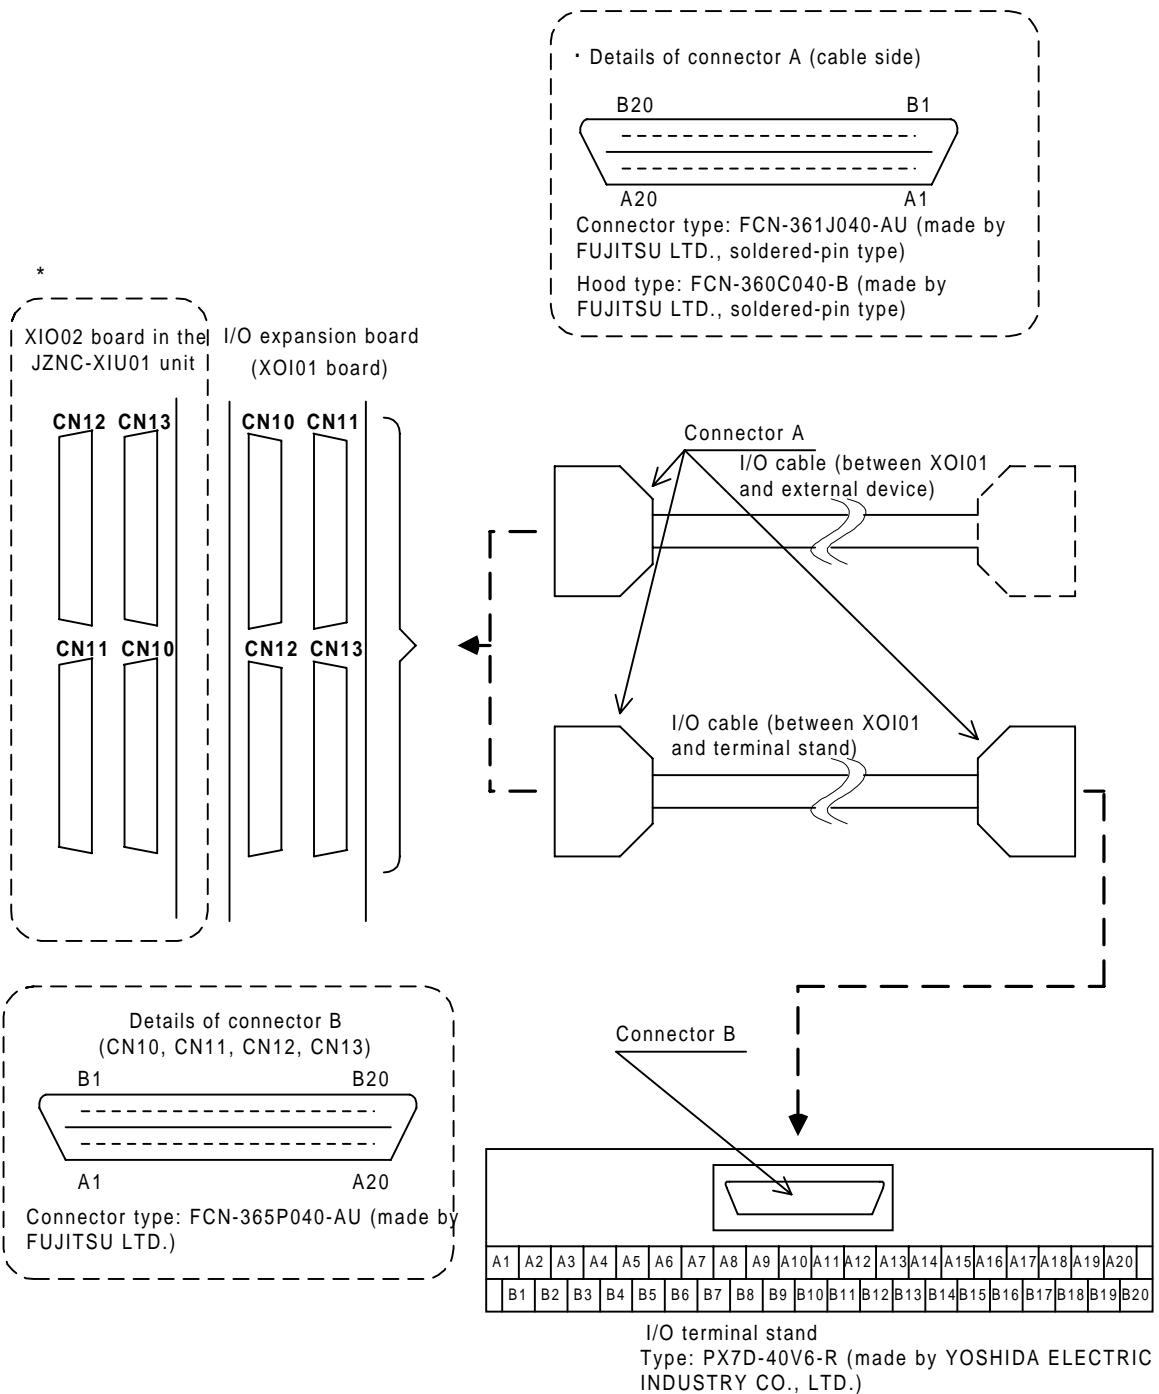 · Details of connector A (cable side)
B20 B1
A20 A1
Connector type: FCN-361J040-AU (made by
FUJITSU LTD., soldered-pin type)
Hood type: FCN-360C040-B (made by
FUJITSU LTD., soldered-pin type)
*
XIO02 board in the
JZNC-XIU01 unit
I/O expansion board
(XOI01 board)
CN12 CN13
CN10 CN11
CN11 CN10
CN12 CN13
Connector A
I/O cable (between XOI01
and external device)
I/O cable (between XOI01
and terminal stand)
Details of connector B
(CN10, CN11, CN12, CN13)
B1 B20
A1 A20
Connector type: FCN-365P040-AU (made by
FUJITSU LTD.)
Connector B
A1 A2 A3 A4 A5 A6 A7 A8 A9 A10 A11 A12 A13 A14 A15 A16 A17 A18 A19 A20
B1 B2 B3 B4 B5 B6 B7 B8 B9 B10 B11 B12 B13 B14 B15 B16 B17 B18 B19 B20
I/O terminal stand
Type: PX7D-40V6-R (made by YOSHIDA ELECTRIC
INDUSTRY CO., LTD.)